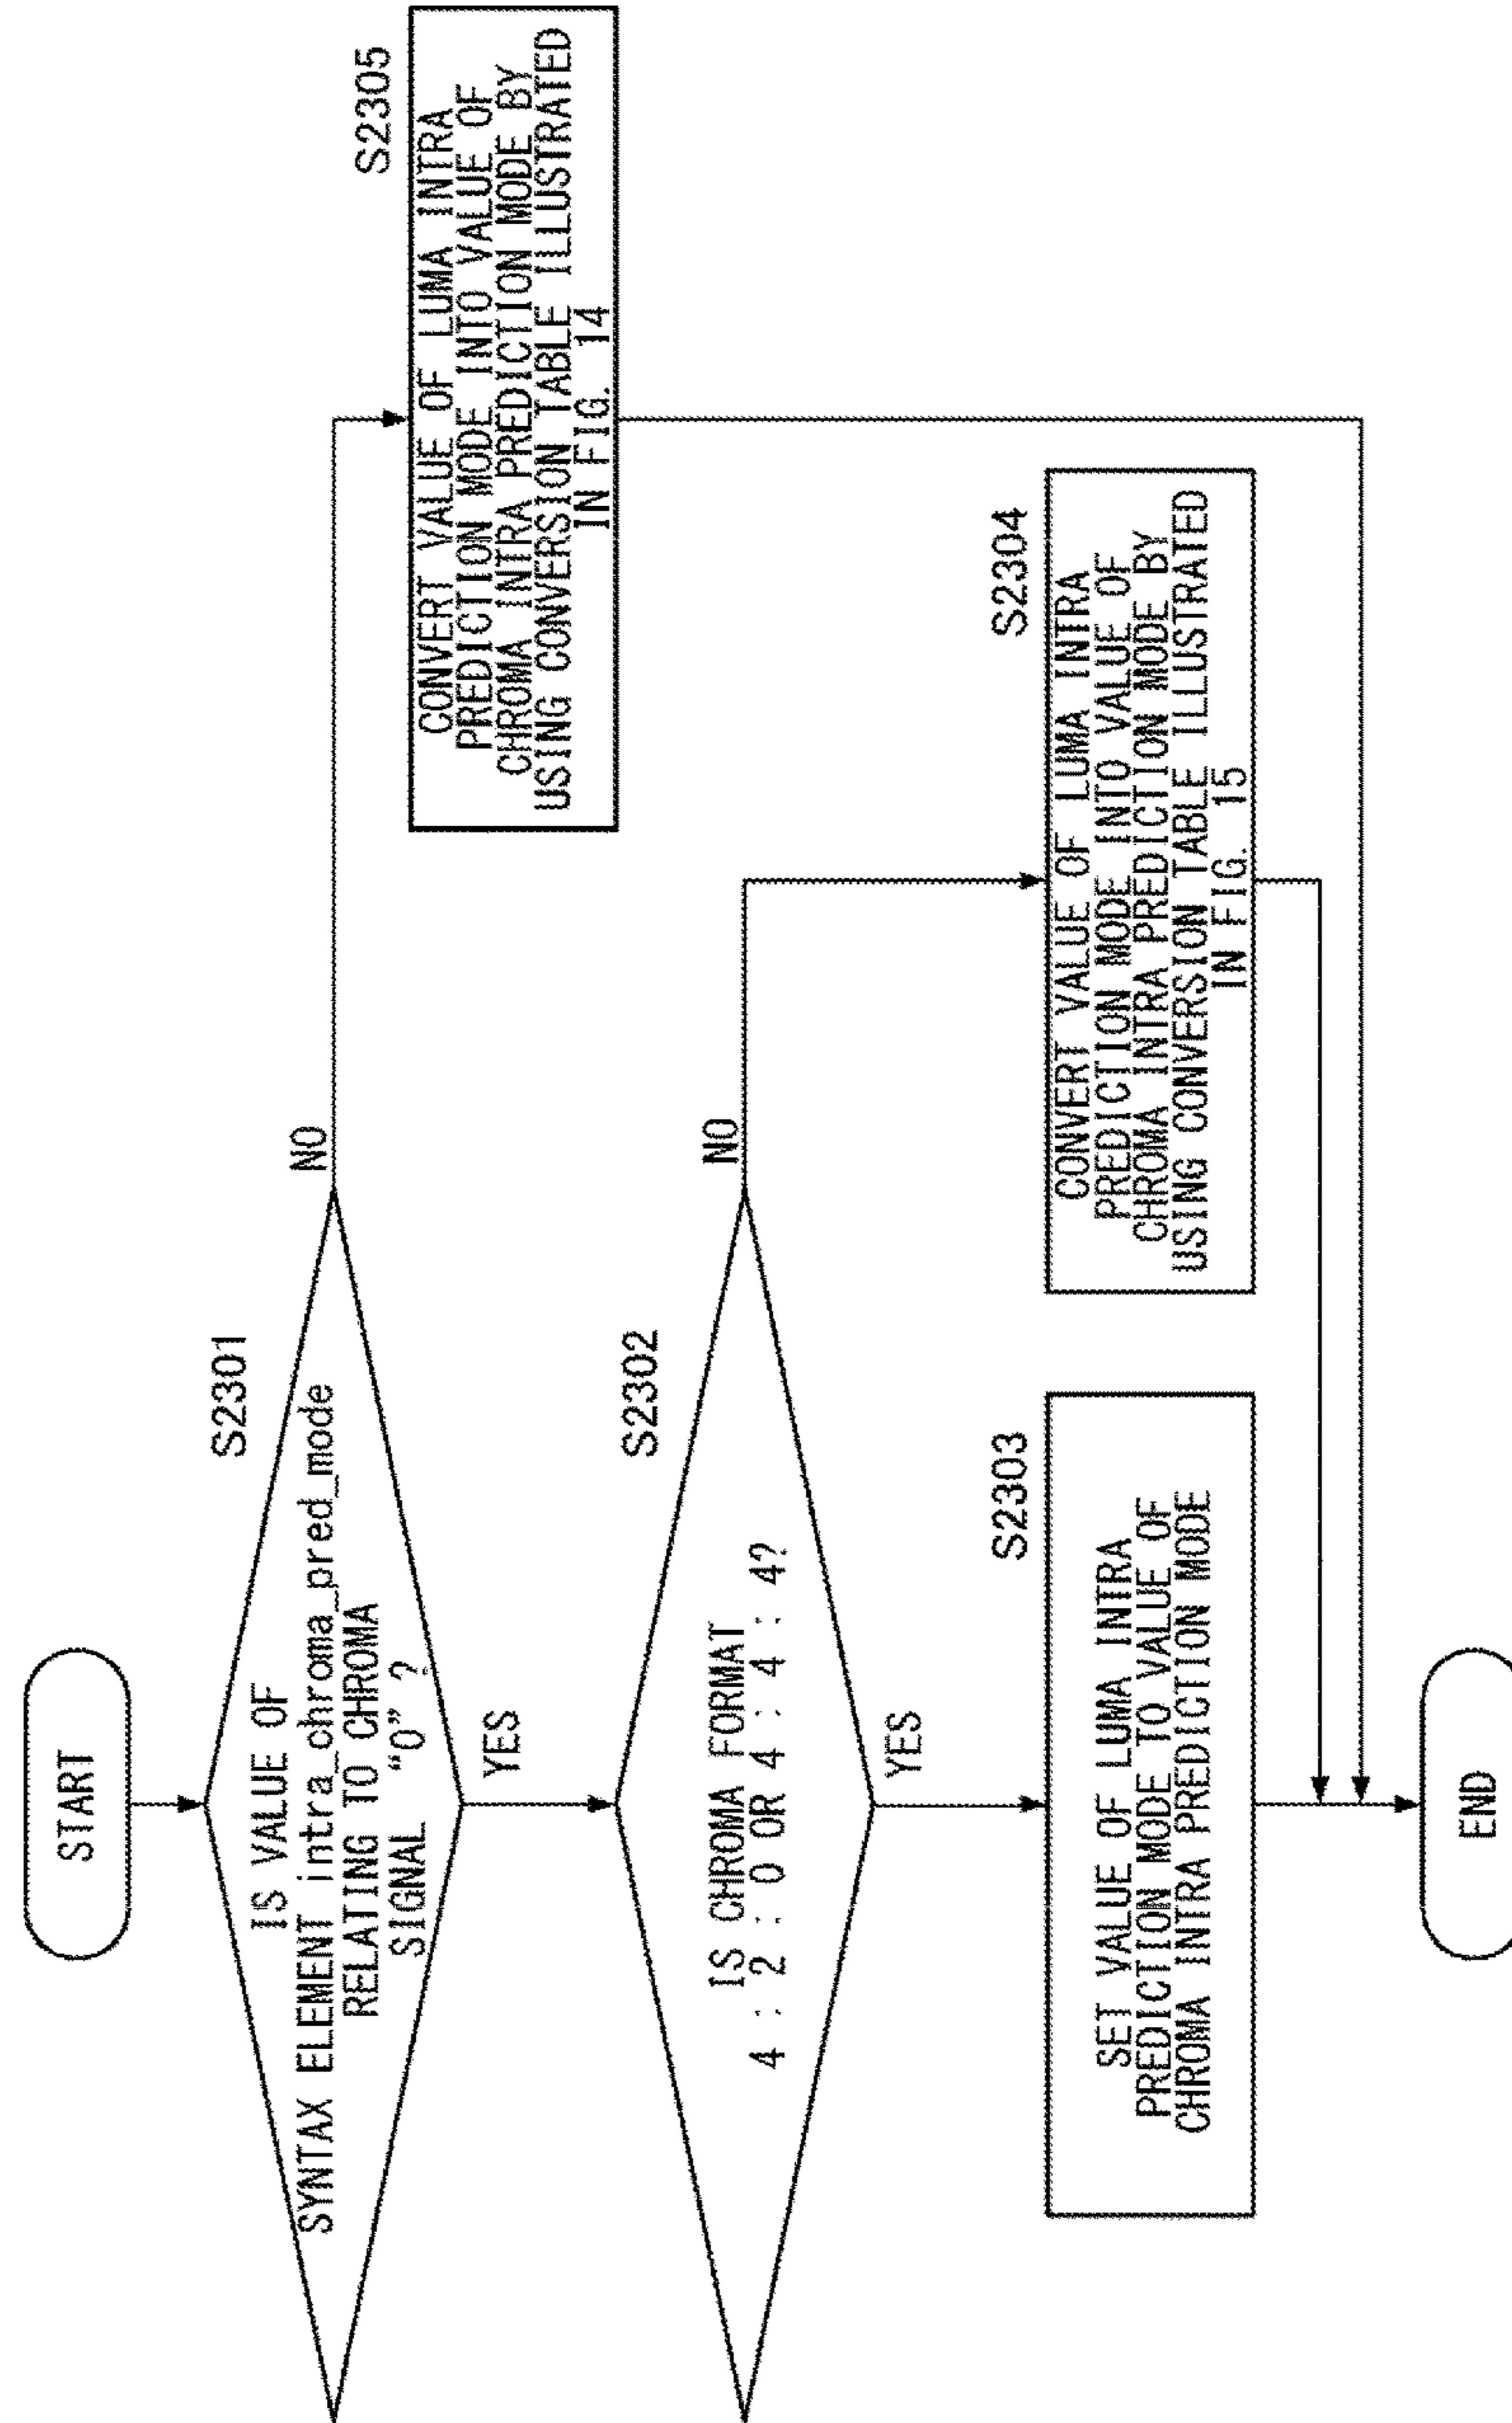 START
S2301
IS VALUE OF
SYNTAX ELEMENT intra_chroma_pred_mode
RELATING TO CHROMA
SIGNAL "0" ?
NO
YES
S2305
CONVERT VALUE OF LUMA INTRA
PREDICTION MODE INTO VALUE OF
CHROMA INTRA PREDICTION MODE BY
USING CONVERSION TABLE ILLUSTRATED
IN FIG. 14
S2302
IS CHROMA FORMAT
4 : 2 : 0 OR 4 : 4 : 4?
NO
YES
S2303
SET VALUE OF LUMA INTRA
PREDICTION MODE TO VALUE OF
CHROMA INTRA PREDICTION MODE
S2304
CONVERT VALUE OF LUMA INTRA
PREDICTION MODE INTO VALUE OF
CHROMA INTRA PREDICTION MODE BY
USING CONVERSION TABLE ILLUSTRATED
IN FIG. 15
END